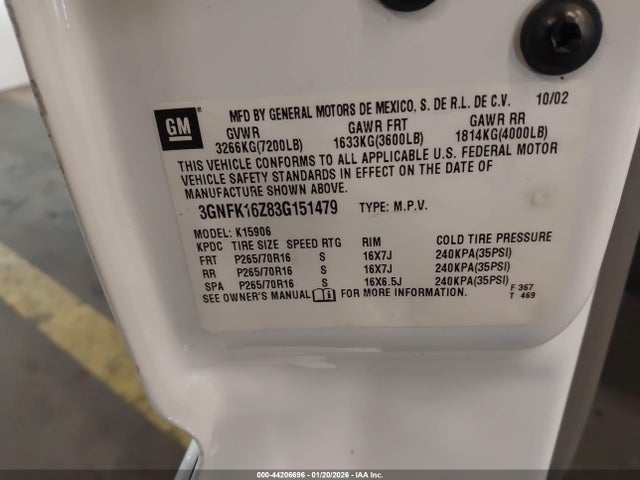 GM ®
MFD BY GENERAL MOTORS DE MEXICO, S. DE R.L. DE C.V. 10/02
GVWR GAWR FRT GAWR RR
3266KG(7200LB) 1633KG(3600LB) 1814KG(4000LB)
THIS VEHICLE CONFORMS TO ALL APPLICABLE U.S. FEDERAL MOTOR
VEHICLE SAFETY STANDARDS IN EFFECT ON THE DATE OF
MANUFACTURE SHOWN ABOVE.
3GNFK16Z83G151479 TYPE: M.P.V.
MODEL: K15906
KPDC TIRE SIZE SPEED RTG RIM COLD TIRE PRESSURE
FRT P265/70R16 S 16X7J 240KPA(35PSI)
RR P265/70R16 S 16X7J 240KPA(35PSI)
SPA P265/70R16 S 16X6.5J 240KPA(35PSI) F 367
SEE OWNER'S MANUAL FOR MORE INFORMATION. T 469
000-44206696 - 01/20/2026 - IAA Inc.